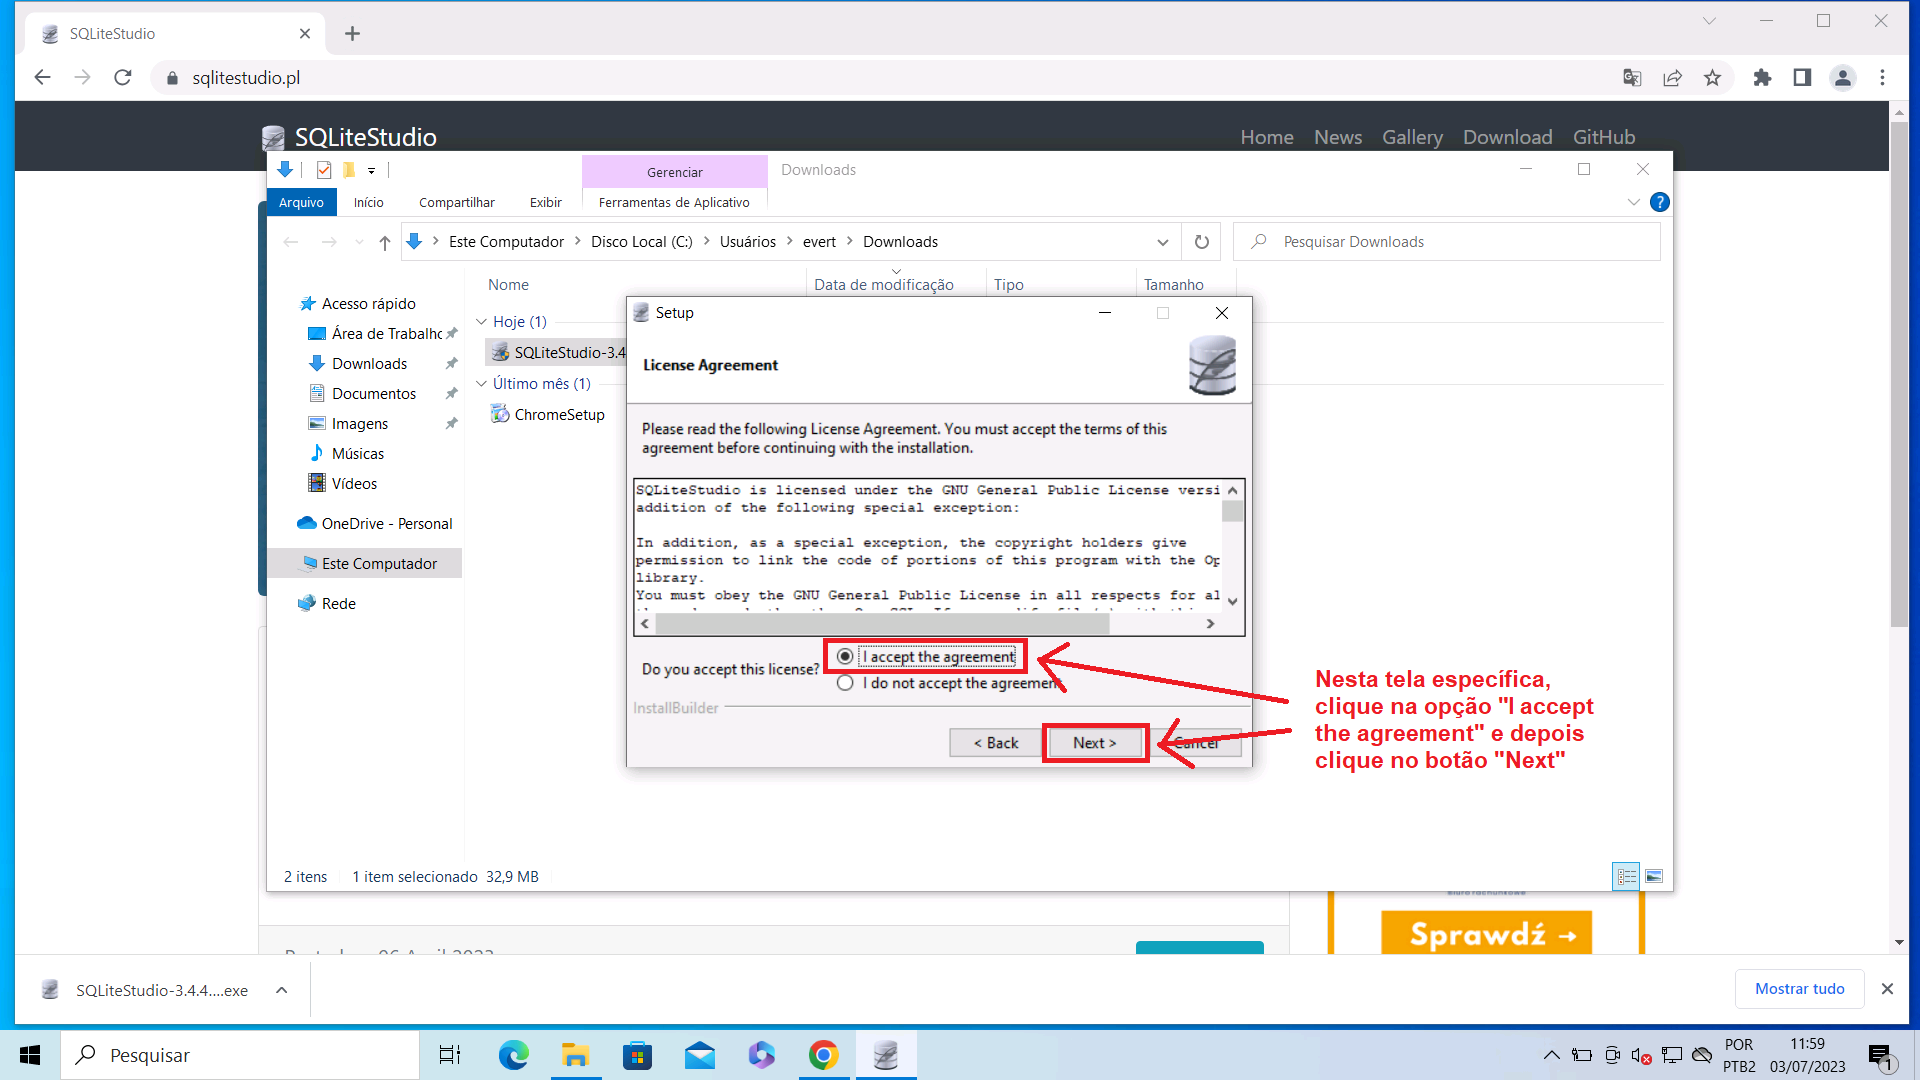 SQLiteStudio
sqlitestudio.pl
SQLiteStudio
Home News Gallery Download GitHub
Gerenciar Downloads
Arquivo Início Compartilhar Exibir Ferramentas de Aplicativo
Este Computador Disco Local (C:) Usuários evert Downloads
Pesquisar Downloads
Nome Data de modificação Tipo Tamanho
Acesso rápido
Área de Trabalho
Downloads
Documentos
Imagens
Músicas
Vídeos
OneDrive - Personal
Este Computador
Rede
Hoje (1)
SQLiteStudio-3.4
Último mês (1)
ChromeSetup
Setup
License Agreement
Please read the following License Agreement. You must accept the terms of this
agreement before continuing with the installation.
SQLiteStudio is licensed under the GNU General Public License versi
addition of the following special exception:
In addition, as a special exception, the copyright holders give
permission to link the code of portions of this program with the Op
library.
You must obey the GNU General Public License in all respects for al
Do you accept this license?
I accept the agreement
I do not accept the agreement
InstallBuilder
< Back
Next >
Cancel
Nesta tela específica,
clique na opção "I accept
the agreement" e depois
clique no botão "Next"
2 itens 1 item selecionado 32,9 MB
Sprawdź →
SQLiteStudio-3.4.4....exe
Mostrar tudo
Pesquisar
POR
PTB2
11:59
03/07/2023
1